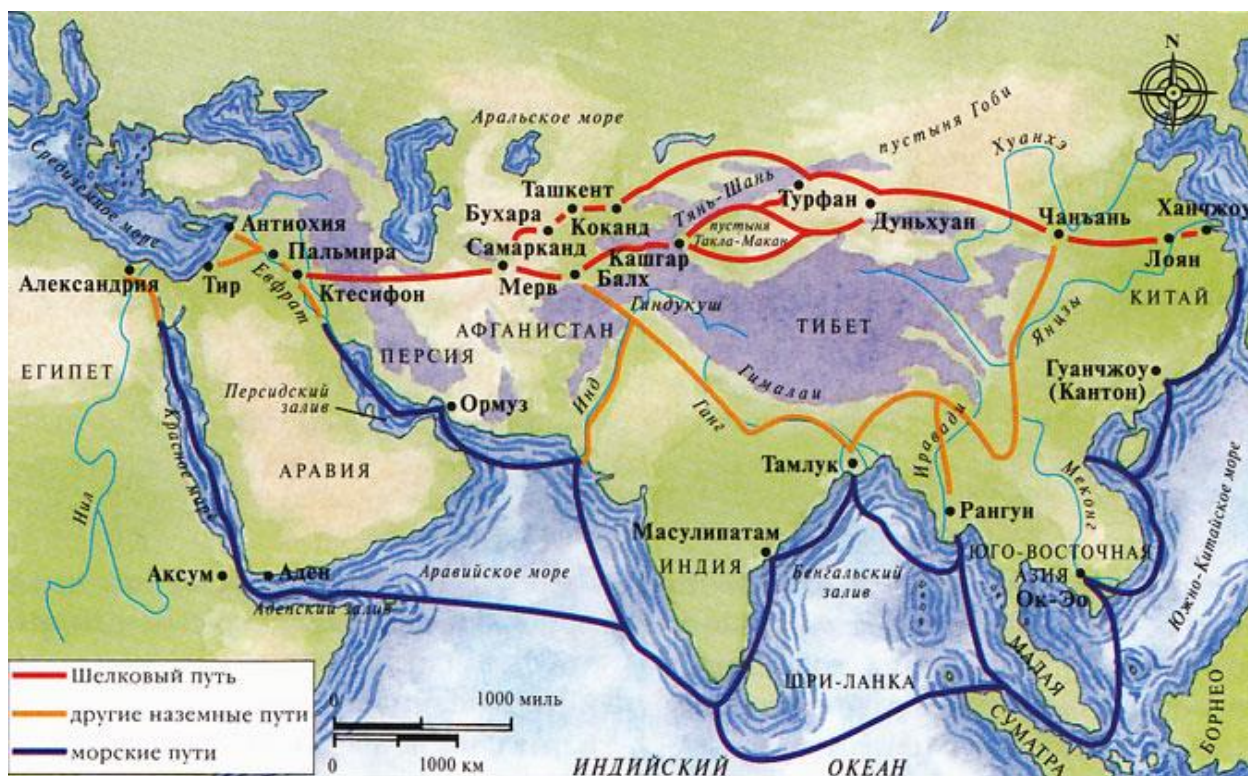 N
Аральское море
пустыня Гоби
Хуанхэ
Средиземное море
Ташкент
Тянь-Шань
Турфан
Ханчжоу
Бухара
Коканд
Дуньхуан
Чанъань
Антиохия
Самарканд
пустыня
Такла-Макан
Пальмира
Кашгар
Лоян
Александрия
Тир
Евфрат
Ктесифон
Мерв
Балх
КИТАЙ
Гиндукуш
ТИБЕТ
Янцзы
АФГАНИСТАН
ПЕРСИЯ
ЕГИПЕТ
Гималаи
Гуанчжоу
(Кантон)
Персидский
залив
Ормуз
Инд
Ганг
Красное море
АРАВИЯ
Тамлук
Иравади
Меконг
Нил
Рангун
Масулипатам
ИНДИЯ
ЮГО-ВОСТОЧНАЯ
АЗИЯ
Аксум
Аден
Аравийское море
Бенгальский
залив
Ок-Эо
Аденский залив
Южно-Китайское море
МАЛАЯ
ШРИ-ЛАНКА
СУМАТРА
БОРНЕО
Шелковый путь
другие наземные пути
морские пути
0
1000 миль
0
1000 км
ИНДИЙСКИЙ ОКЕАН